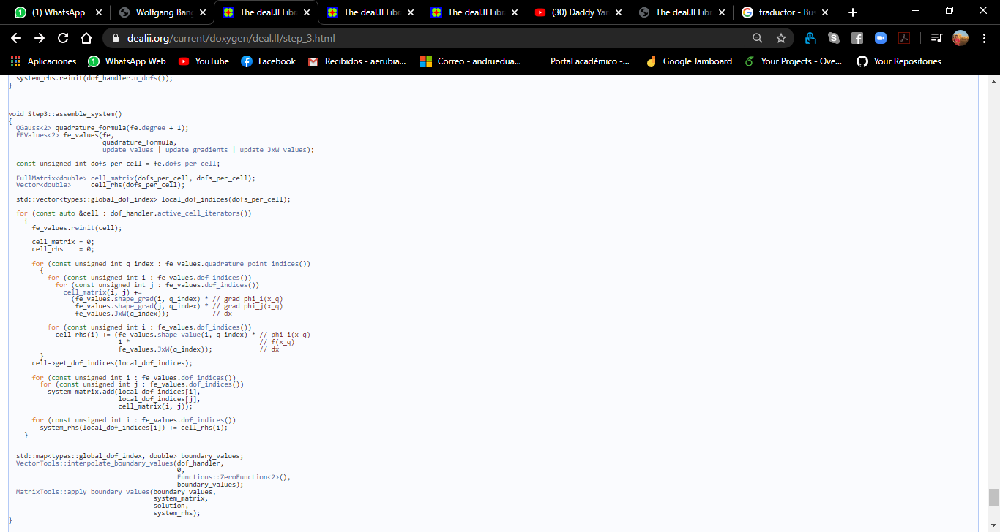 (1) WhatsApp
Wolfgang Ban
The deal.II Libr
The deal.II Libr
The deal.II Libr
(30) Daddy Yar
The deal.II Libr
traductor - Bus
dealii.org/current/doxygen/deal.II/step_3.html
Aplicaciones
WhatsApp Web
YouTube
Facebook
Recibidos - aerubia...
Correo - andruedua...
Portal académico -...
Google Jamboard
Your Projects - Ove...
Your Repositories
system_rhs.reinit(dof_handler.n_dofs());
}
void Step3::assemble_system()
{
QGauss<2> quadrature_formula(fe.degree + 1);
FEValues<2> fe_values(fe,
quadrature_formula,
update_values | update_gradients | update_JxW_values);
const unsigned int dofs_per_cell = fe.dofs_per_cell;
FullMatrix<double> cell_matrix(dofs_per_cell, dofs_per_cell);
Vector<double> cell_rhs(dofs_per_cell);
std::vector<types::global_dof_index> local_dof_indices(dofs_per_cell);
for (const auto &cell : dof_handler.active_cell_iterators())
{
fe_values.reinit(cell);
cell_matrix = 0;
cell_rhs = 0;
for (const unsigned int q_index : fe_values.quadrature_point_indices())
{
for (const unsigned int i : fe_values.dof_indices())
for (const unsigned int j : fe_values.dof_indices())
cell_matrix(i, j) +=
(fe_values.shape_grad(i, q_index) * // grad phi_i(x_q)
fe_values.shape_grad(j, q_index) * // grad phi_j(x_q)
fe_values.JxW(q_index)); // dx
for (const unsigned int i : fe_values.dof_indices())
cell_rhs(i) += (fe_values.shape_value(i, q_index) * // phi_i(x_q)
1 * // f(x_q)
fe_values.JxW(q_index)); // dx
}
cell->get_dof_indices(local_dof_indices);
for (const unsigned int i : fe_values.dof_indices())
for (const unsigned int j : fe_values.dof_indices())
system_matrix.add(local_dof_indices[i],
local_dof_indices[j],
cell_matrix(i, j));
for (const unsigned int i : fe_values.dof_indices())
system_rhs(local_dof_indices[i]) += cell_rhs(i);
}
std::map<types::global_dof_index, double> boundary_values;
VectorTools::interpolate_boundary_values(dof_handler,
0,
Functions::ZeroFunction<2>(),
boundary_values);
MatrixTools::apply_boundary_values(boundary_values,
system_matrix,
solution,
system_rhs);
}